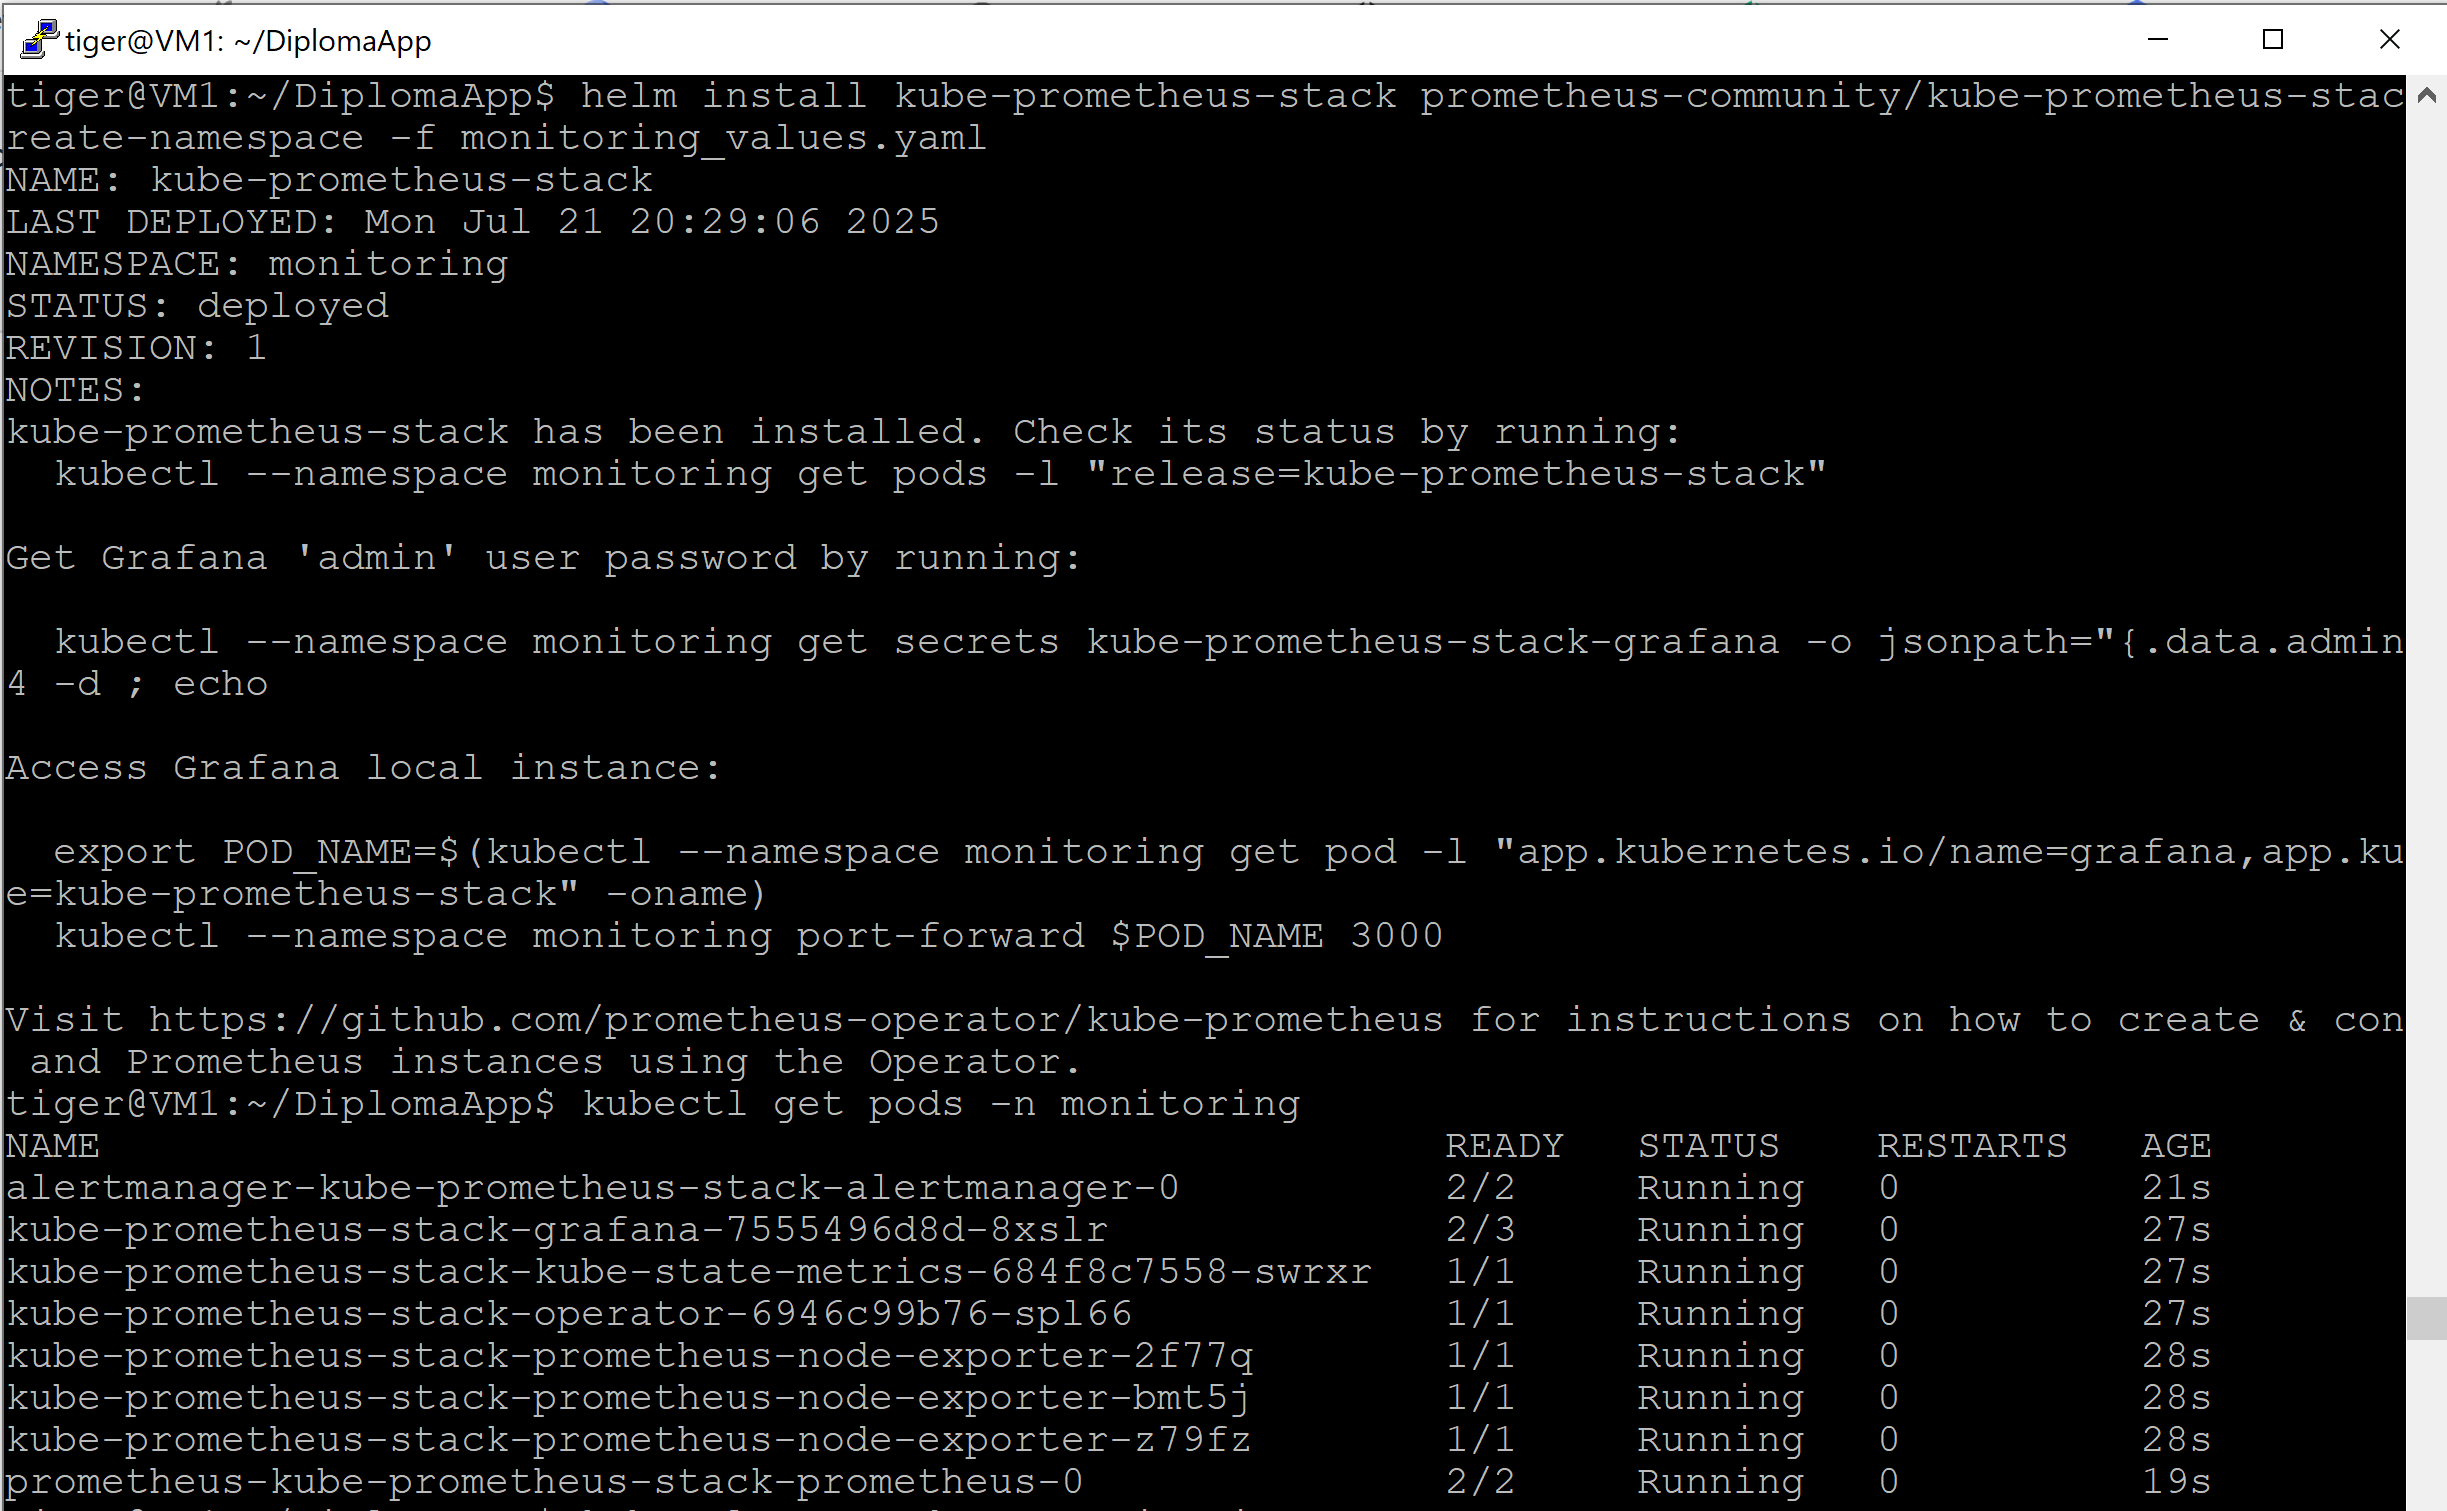 tiger@VM1: ~/DiplomaApp
tiger@VM1:~/DiplomaApp$ helm install kube-prometheus-stack prometheus-community/kube-prometheus-stac
reate-namespace -f monitoring_values.yaml
NAME: kube-prometheus-stack
LAST DEPLOYED: Mon Jul 21 20:29:06 2025
NAMESPACE: monitoring
STATUS: deployed
REVISION: 1
NOTES:
kube-prometheus-stack has been installed. Check its status by running:
  kubectl --namespace monitoring get pods -l "release=kube-prometheus-stack"
Get Grafana 'admin' user password by running:
  kubectl --namespace monitoring get secrets kube-prometheus-stack-grafana -o jsonpath="{.data.admin
4 -d ; echo
Access Grafana local instance:
  export POD_NAME=$(kubectl --namespace monitoring get pod -l "app.kubernetes.io/name=grafana,app.ku
e=kube-prometheus-stack" -oname)
  kubectl --namespace monitoring port-forward $POD_NAME 3000
Visit https://github.com/prometheus-operator/kube-prometheus for instructions on how to create & con
 and Prometheus instances using the Operator.
tiger@VM1:~/DiplomaApp$ kubectl get pods -n monitoring
NAME READY STATUS RESTARTS AGE
alertmanager-kube-prometheus-stack-alertmanager-0 2/2 Running 0 21s
kube-prometheus-stack-grafana-7555496d8d-8xslr 2/3 Running 0 27s
kube-prometheus-stack-kube-state-metrics-684f8c7558-swrxr 1/1 Running 0 27s
kube-prometheus-stack-operator-6946c99b76-spl66 1/1 Running 0 27s
kube-prometheus-stack-prometheus-node-exporter-2f77q 1/1 Running 0 28s
kube-prometheus-stack-prometheus-node-exporter-bmt5j 1/1 Running 0 28s
kube-prometheus-stack-prometheus-node-exporter-z79fz 1/1 Running 0 28s
prometheus-kube-prometheus-stack-prometheus-0 2/2 Running 0 19s